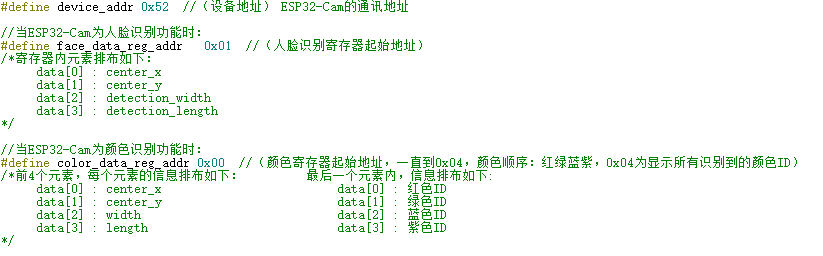 #define device_addr 0x52  //（设备地址） ESP32-Cam的通讯地址
//当ESP32-Cam为人脸识别功能时:
#define face_data_reg_addr   0x01  //（人脸识别寄存器起始地址）
/*寄存器内元素排布如下:
data[0] : center_x
data[1] : center_y
data[2] : detection_width
data[3] : detection_length
*/
//当ESP32-Cam为颜色识别功能时:
#define color_data_reg_addr 0x00  //（颜色寄存器起始地址，一直到0x04，颜色顺序：红绿蓝紫，0x04为显示所有识别到的颜色ID）
/*前4个元素，每个元素的信息排布如下:          最后一个元素内，信息排布如下:
data[0] : center_x                         data[0] : 红色ID
data[1] : center_y                         data[1] : 绿色ID
data[2] : width                            data[2] : 蓝色ID
data[3] : length                           data[3] : 紫色ID
*/